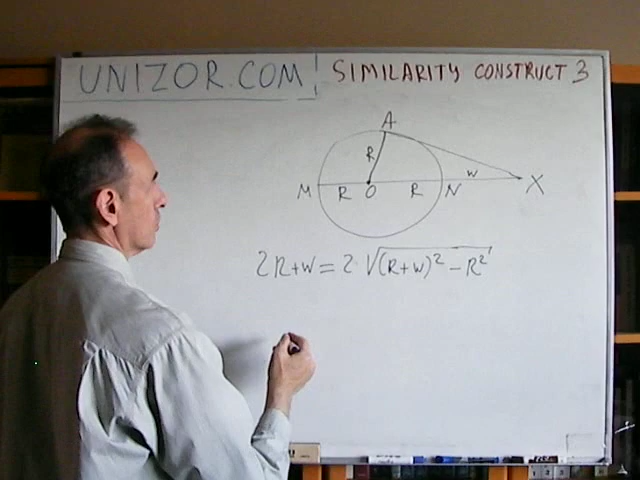 UNIZOR.COM
SIMILARITY CONSTRUCT 3
A
R
M R O R N w X
2R+W=2·√(R+W)²-R²